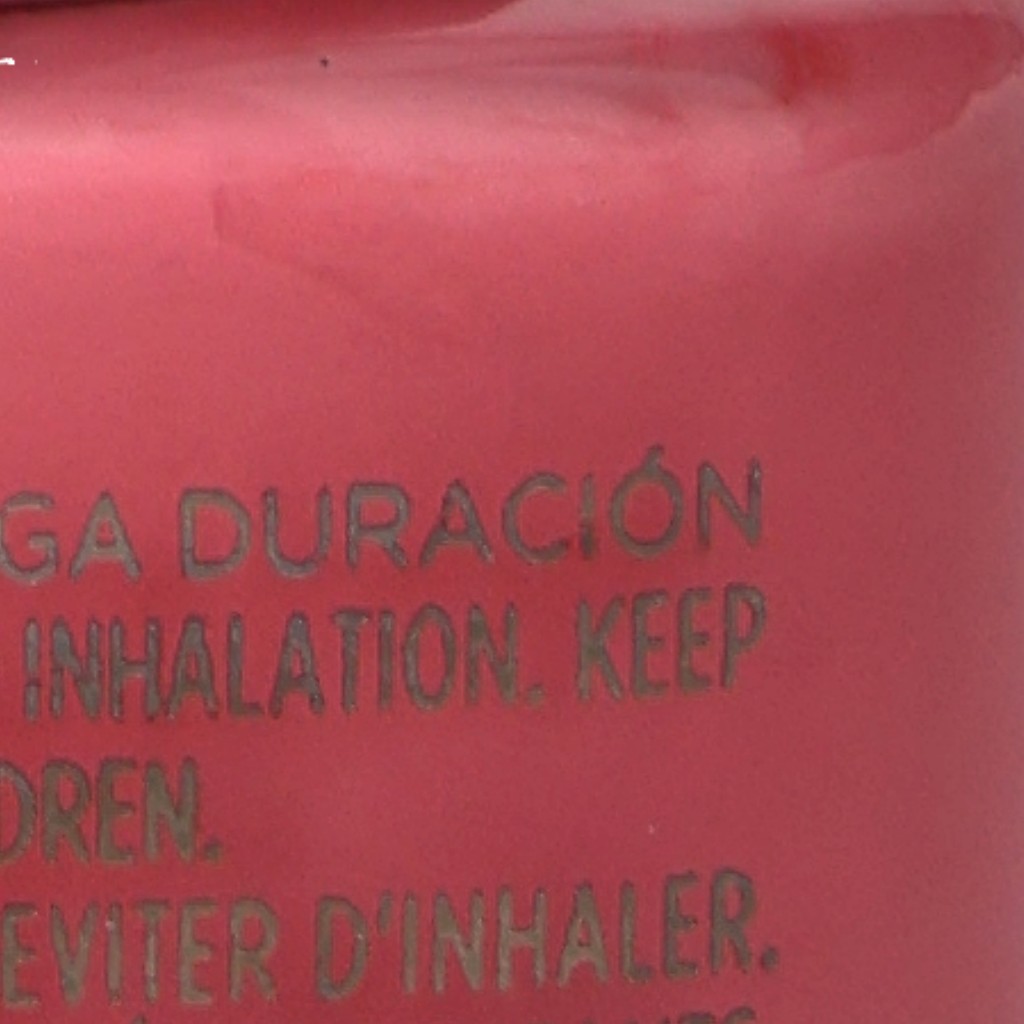 GA DURACIÓN
INHALATION. KEEP
DREN.
EVITER D'INHALER.